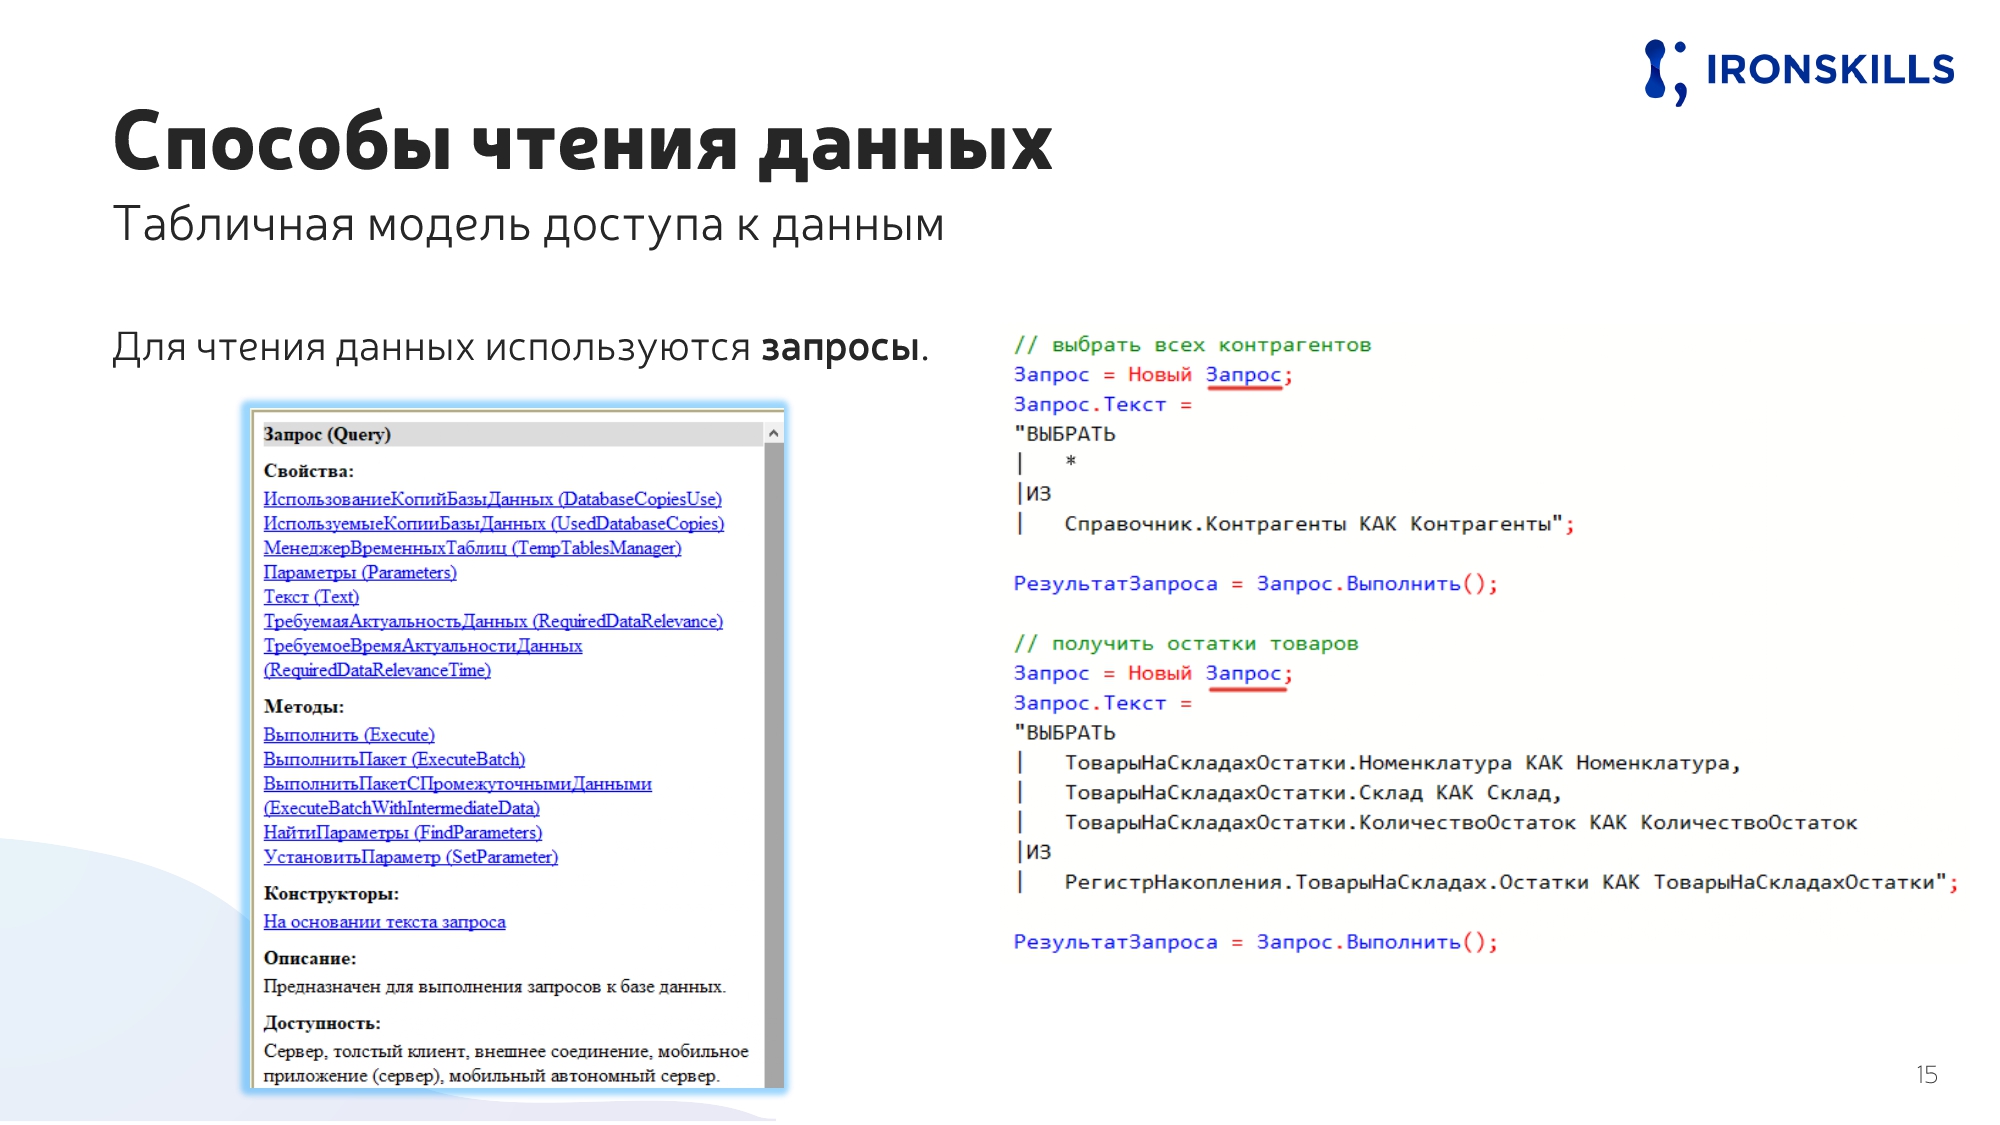 IRONSKILLS
Способы чтения данных
Табличная модель доступа к данным
Для чтения данных используются запросы.
Запрос (Query)
Свойства:
ИспользованиеКопийБазыДанных (DatabaseCopiesUse)
ИспользуемыеКопииБазыДанных (UsedDatabaseCopies)
МенеджерВременныхТаблиц (TempTablesManager)
Параметры (Parameters)
Текст (Text)
ТребуемаяАктуальностьДанных (RequiredDataRelevance)
ТребуемоеВремяАктуальностиДанных
(RequiredDataRelevanceTime)
Методы:
Выполнить (Execute)
ВыполнитьПакет (ExecuteBatch)
ВыполнитьПакетСПромежуточнымиДанными
(ExecuteBatchWithIntermediateData)
НайтиПараметры (FindParameters)
УстановитьПараметр (SetParameter)
Конструкторы:
На основании текста запроса
Описание:
Предназначен для выполнения запросов к базе данных.
Доступность:
Сервер, толстый клиент, внешнее соединение, мобильное
приложение (сервер), мобильный автономный сервер.
// выбрать всех контрагентов
Запрос = Новый Запрос;
Запрос.Текст =
"ВЫБРАТЬ
|   *
|ИЗ
|   Справочник.Контрагенты КАК Контрагенты";
РезультатЗапроса = Запрос.Выполнить();
// получить остатки товаров
Запрос = Новый Запрос;
Запрос.Текст =
"ВЫБРАТЬ
|   ТоварыНаСкладахОстатки.Номенклатура КАК Номенклатура,
|   ТоварыНаСкладахОстатки.Склад КАК Склад,
|   ТоварыНаСкладахОстатки.КоличествоОстаток КАК КоличествоОстаток
|ИЗ
|   РегистрНакопления.ТоварыНаСкладах.Остатки КАК ТоварыНаСкладахОстатки";
РезультатЗапроса = Запрос.Выполнить();
15